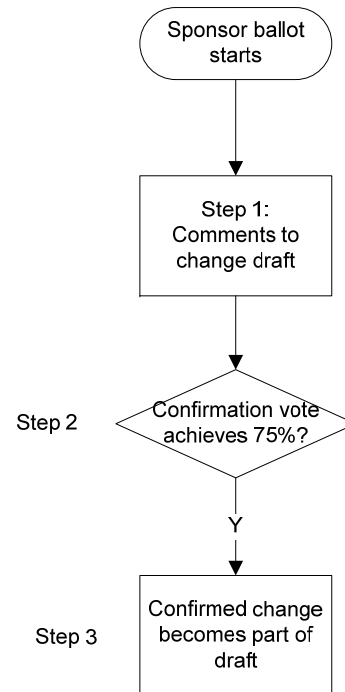 Sponsor ballot
starts
Step 1:
Comments to
change draft
Step 2
Confirmation vote
achieves 75%?
Y
Step 3
Confirmed change
becomes part of
draft